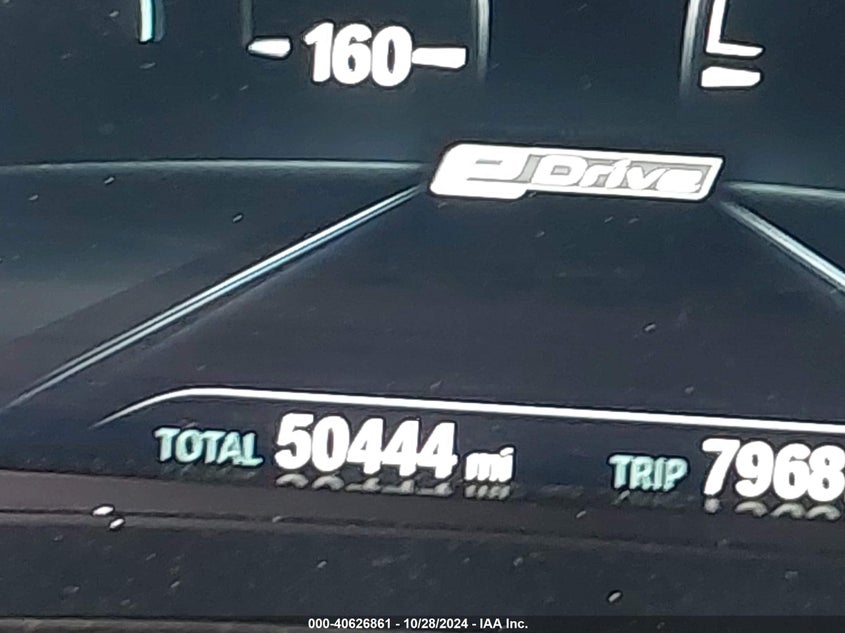 160
eDrive
TOTAL 50444 mi TRIP 7968
000-40626861 - 10/28/2024 - IAA Inc.